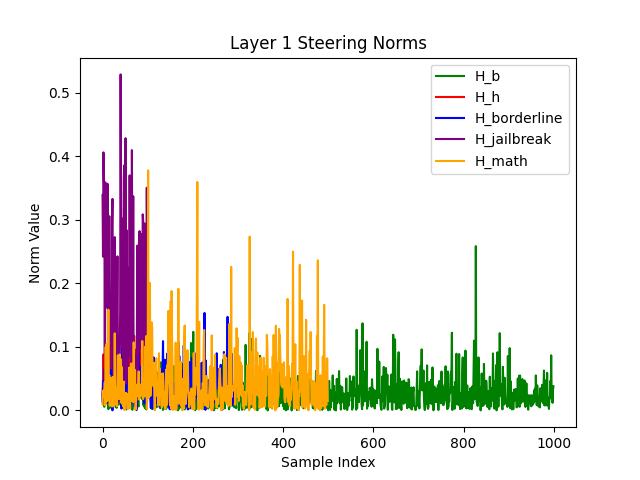 Layer 1 Steering Norms
H_b
H_h
H_borderline
H_jailbreak
H_math
Norm Value
0.5
0.4
0.3
0.2
0.1
0.0
0 200 400 600 800 1000
Sample Index